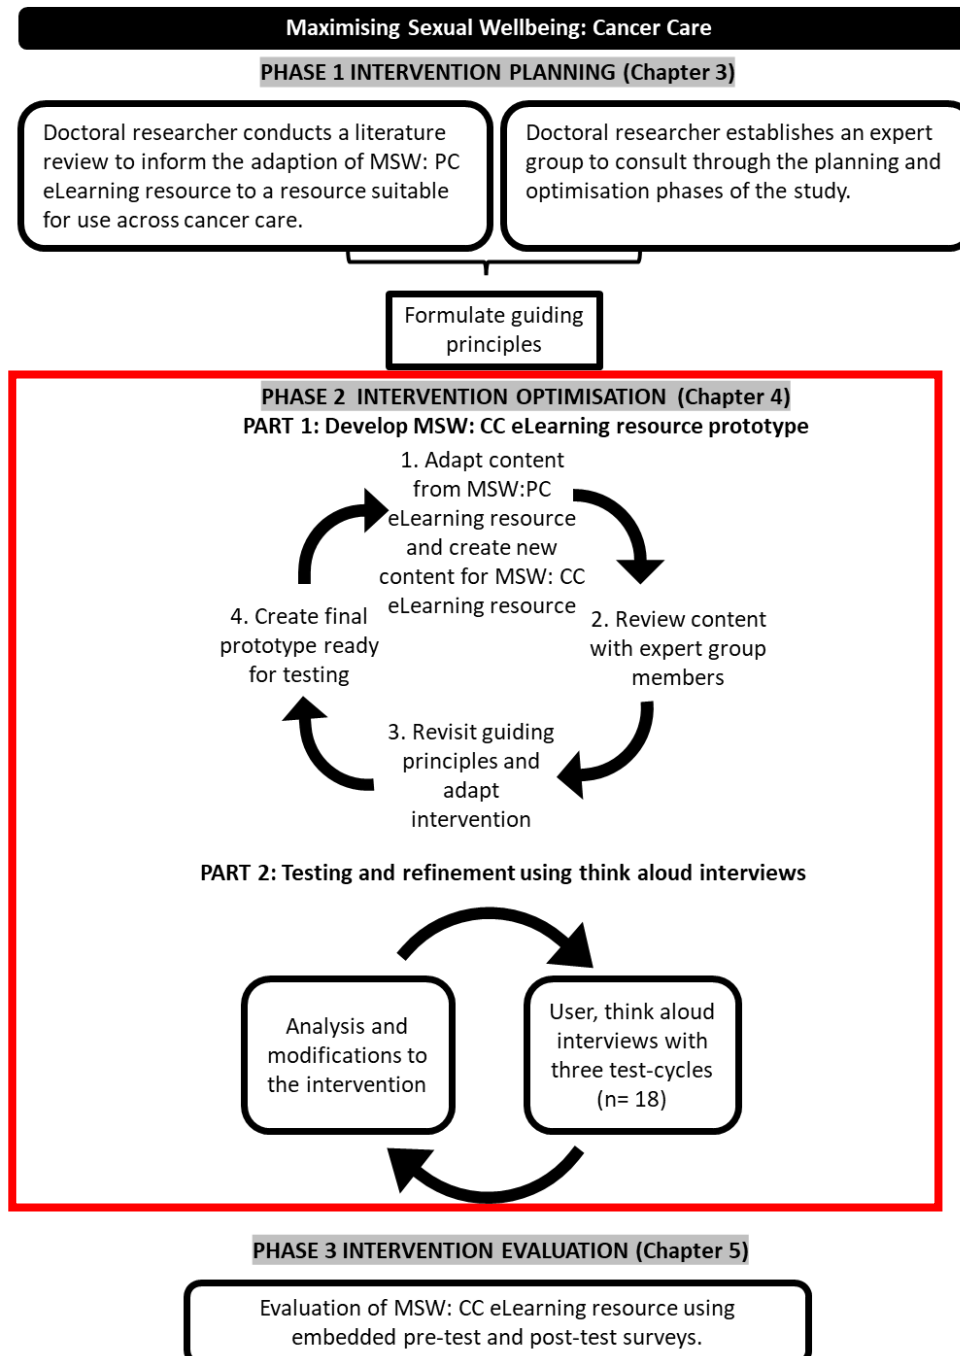 Maximising Sexual Wellbeing: Cancer Care
PHASE 1 INTERVENTION PLANNING (Chapter 3)
Doctoral researcher conducts a literature
review to inform the adaption of MSW: PC
eLearning resource to a resource suitable
for use across cancer care.
Doctoral researcher establishes an expert
group to consult through the planning and
optimisation phases of the study.
Formulate guiding
principles
PHASE 2 INTERVENTION OPTIMISATION (Chapter 4)
PART 1: Develop MSW: CC eLearning resource prototype
1. Adapt content
from MSW:PC
eLearning resource
and create new
content for MSW: CC
eLearning resource
2. Review content
with expert group
members
3. Revisit guiding
principles and
adapt
intervention
4. Create final
prototype ready
for testing
PART 2: Testing and refinement using think aloud interviews
Analysis and
modifications to
the intervention
User, think aloud
interviews with
three test-cycles
(n= 18)
PHASE 3 INTERVENTION EVALUATION (Chapter 5)
Evaluation of MSW: CC eLearning resource using
embedded pre-test and post-test surveys.